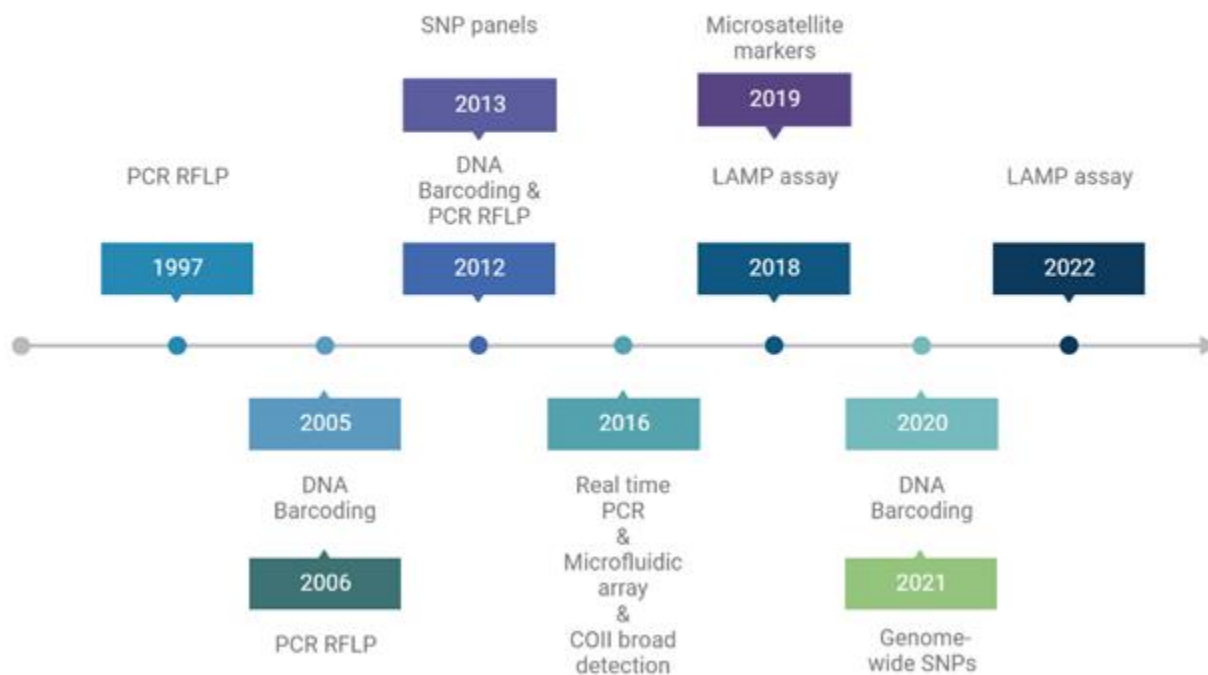 SNP panels
2013
Microsatellite
markers
2019
PCR RFLP
1997
DNA
Barcoding &
PCR RFLP
2012
LAMP assay
2018
LAMP assay
2022
2005
DNA
Barcoding
2006
PCR RFLP
2016
Real time
PCR
&
Microfluidic
array
&
COII broad
detection
2020
DNA
Barcoding
2021
Genome-
wide SNPs